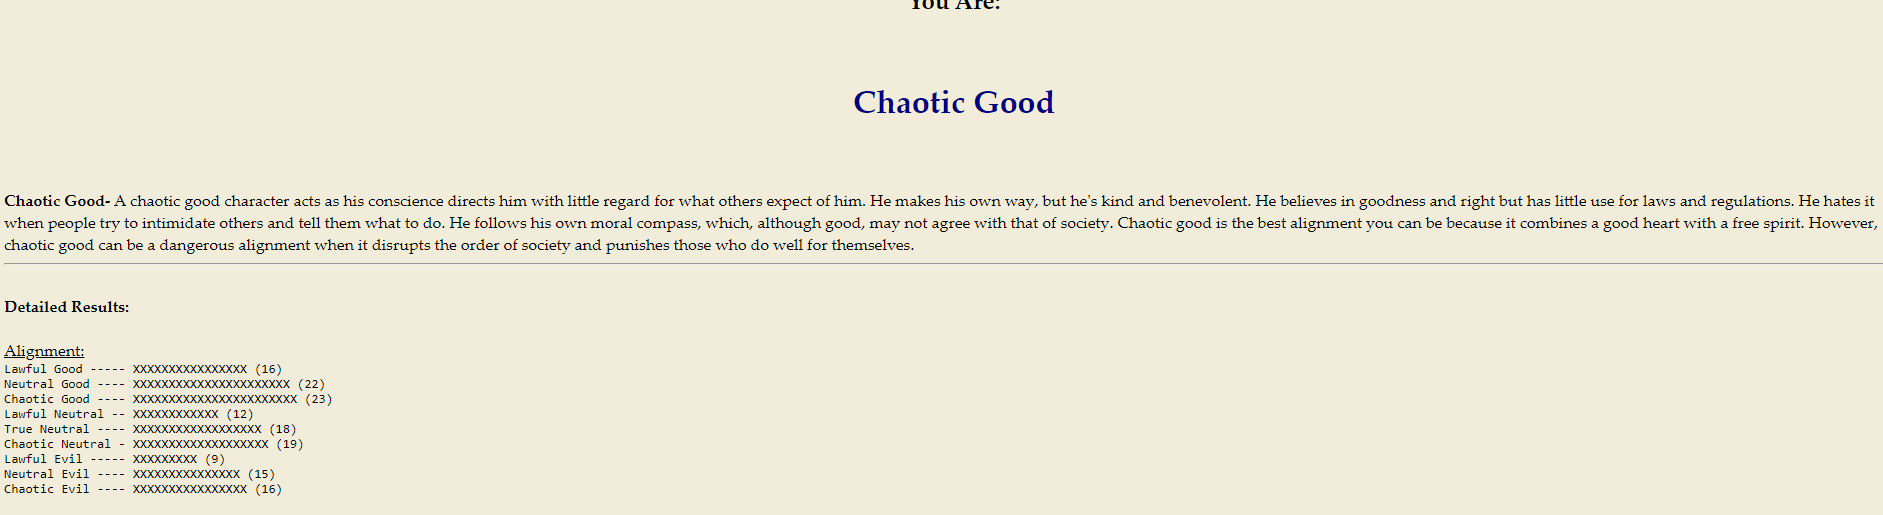 You Are:
Chaotic Good
Chaotic Good- A chaotic good character acts as his conscience directs him with little regard for what others expect of him. He makes his own way, but he's kind and benevolent. He believes in goodness and right but has little use for laws and regulations. He hates it
when people try to intimidate others and tell them what to do. He follows his own moral compass, which, although good, may not agree with that of society. Chaotic good is the best alignment you can be because it combines a good heart with a free spirit. However,
chaotic good can be a dangerous alignment when it disrupts the order of society and punishes those who do well for themselves.
Detailed Results:
Alignment:
Lawful Good ----- XXXXXXXXXXXXXXXX (16)
Neutral Good ---- XXXXXXXXXXXXXXXXXXXXXX (22)
Chaotic Good ---- XXXXXXXXXXXXXXXXXXXXXXX (23)
Lawful Neutral -- XXXXXXXXXXXX (12)
True Neutral ---- XXXXXXXXXXXXXXXXXX (18)
Chaotic Neutral - XXXXXXXXXXXXXXXXXXX (19)
Lawful Evil ----- XXXXXXXXX (9)
Neutral Evil ---- XXXXXXXXXXXXXXX (15)
Chaotic Evil ---- XXXXXXXXXXXXXXXX (16)